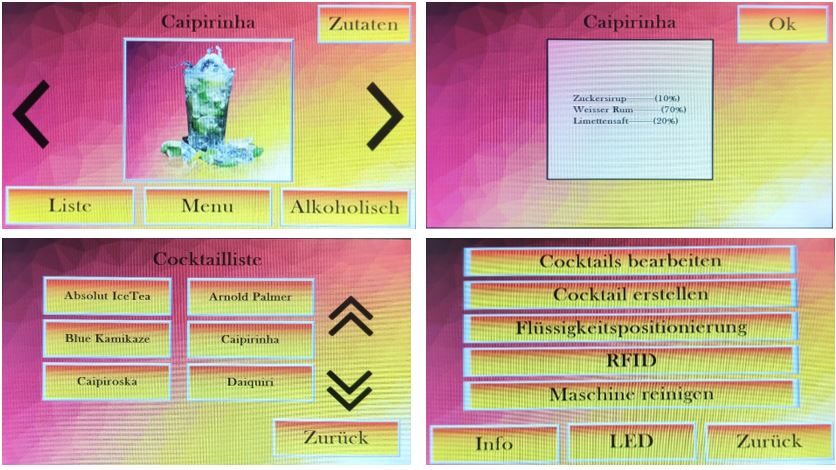 Caipirinha
Zutaten
Liste
Menu
Alkoholisch
Caipirinha
Ok
Zuckersirup--------(10%)
Weisser Rum--------(70%)
Limettensaft-------(20%)
Cocktailliste
Absolut IceTea
Arnold Palmer
Blue Kamikaze
Caipirinha
Caipiroska
Daiquiri
Zurück
Cocktails bearbeiten
Cocktail erstellen
Flüssigkeitspositionierung
RFID
Maschine reinigen
Info
LED
Zurück